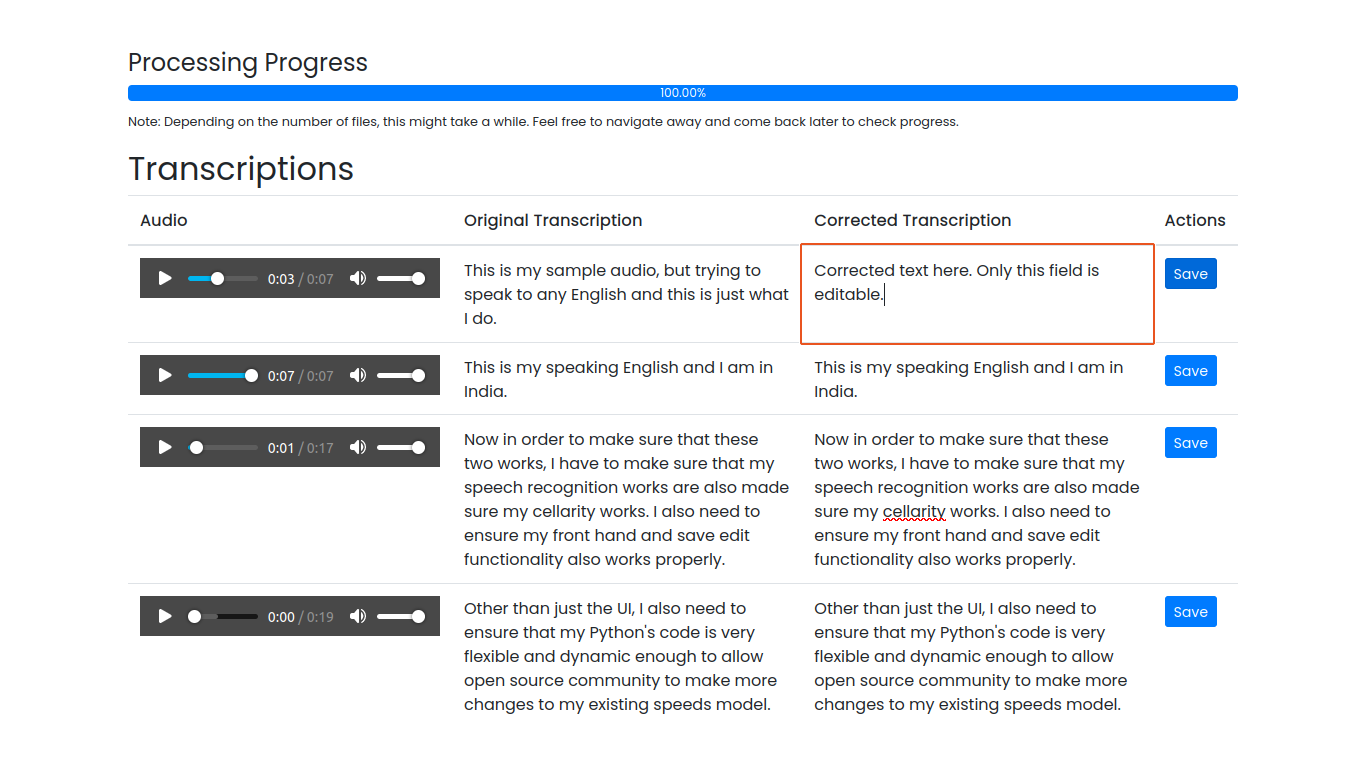 Processing Progress
100.00%
Note: Depending on the number of files, this might take a while. Feel free to navigate away and come back later to check progress.
Transcriptions
Audio Original Transcription Corrected Transcription Actions
0:03 / 0:07
This is my sample audio, but trying to
speak to any English and this is just what
I do.
Corrected text here. Only this field is
editable.
Save
0:07 / 0:07
This is my speaking English and I am in
India.
This is my speaking English and I am in
India.
Save
0:01 / 0:17
Now in order to make sure that these
two works, I have to make sure that my
speech recognition works are also made
sure my cellarity works. I also need to
ensure my front hand and save edit
functionality also works properly.
Now in order to make sure that these
two works, I have to make sure that my
speech recognition works are also made
sure my cellarity works. I also need to
ensure my front hand and save edit
functionality also works properly.
Save
0:00 / 0:19
Other than just the UI, I also need to
ensure that my Python's code is very
flexible and dynamic enough to allow
open source community to make more
changes to my existing speeds model.
Other than just the UI, I also need to
ensure that my Python's code is very
flexible and dynamic enough to allow
open source community to make more
changes to my existing speeds model.
Save